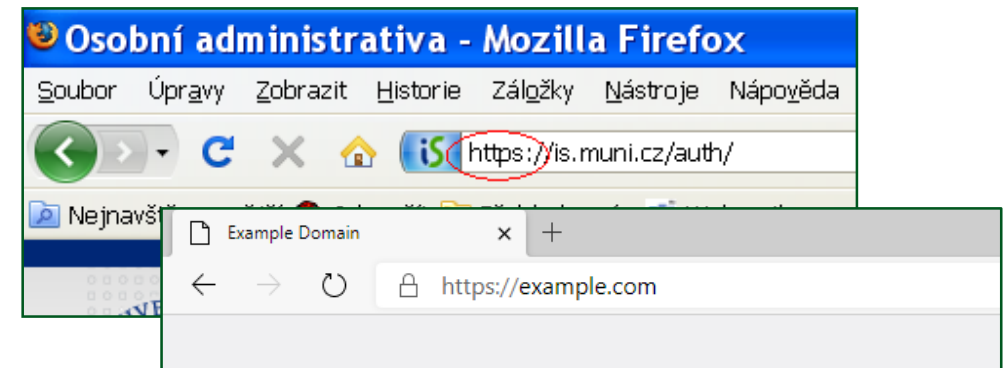 Osobní administrativa - Mozilla Firefox
Soubor Úpravy Zobrazit Historie Záložky Nástroje Nápověda
iS https://is.muni.cz/auth/
Example Domain
https://example.com